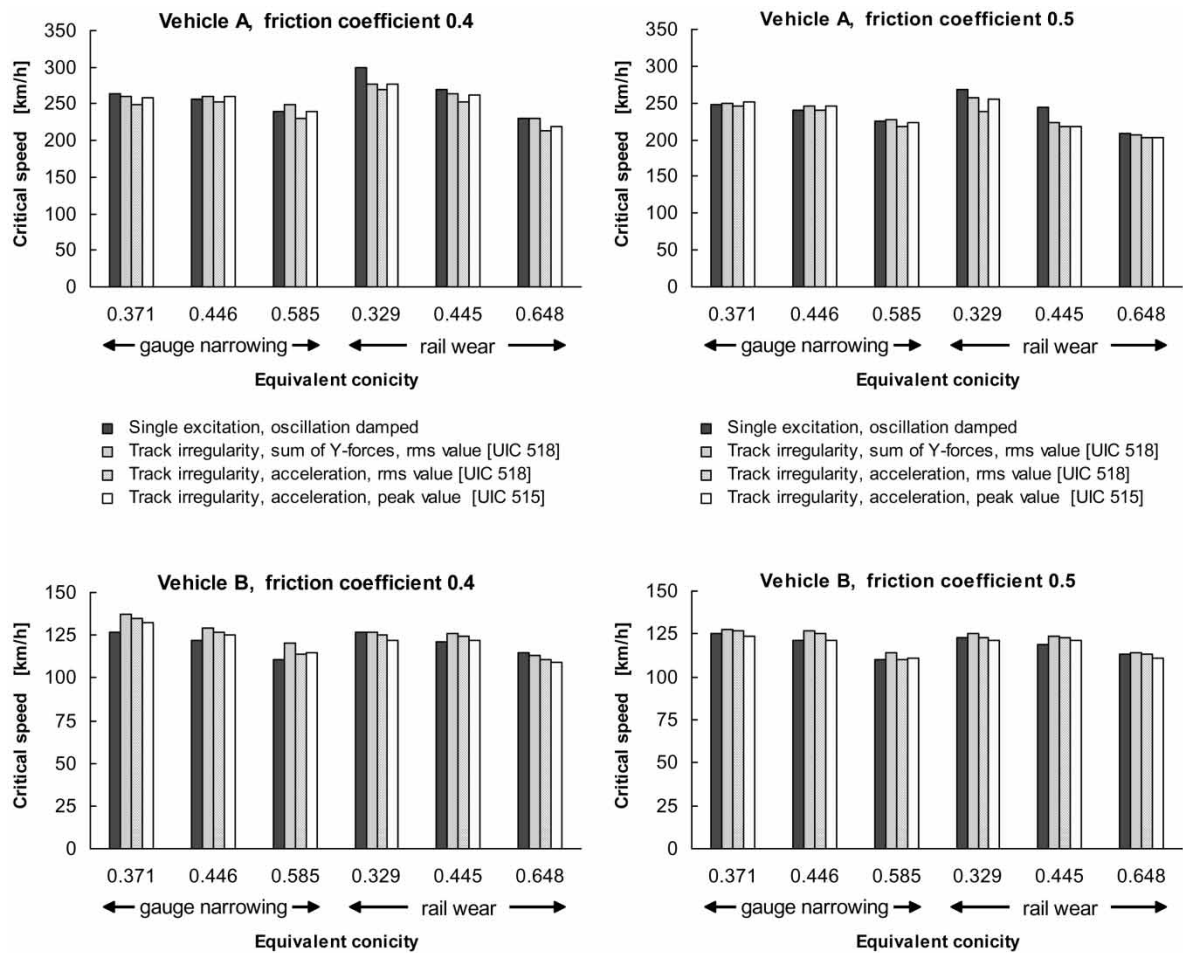 Vehicle A, friction coefficient 0.4
Critical speed [km/h]
350
300
250
200
150
100
50
0
0.371 0.446 0.585 0.329 0.445 0.648
gauge narrowing rail wear
Equivalent conicity
Single excitation, oscillation damped
Track irregularity, sum of Y-forces, rms value [UIC 518]
Track irregularity, acceleration, rms value [UIC 518]
Track irregularity, acceleration, peak value [UIC 515]
Vehicle A, friction coefficient 0.5
Critical speed [km/h]
350
300
250
200
150
100
50
0
0.371 0.446 0.585 0.329 0.445 0.648
gauge narrowing rail wear
Equivalent conicity
Single excitation, oscillation damped
Track irregularity, sum of Y-forces, rms value [UIC 518]
Track irregularity, acceleration, rms value [UIC 518]
Track irregularity, acceleration, peak value [UIC 515]
Vehicle B, friction coefficient 0.4
Critical speed [km/h]
150
125
100
75
50
25
0
0.371 0.446 0.585 0.329 0.445 0.648
gauge narrowing rail wear
Equivalent conicity
Vehicle B, friction coefficient 0.5
Critical speed [km/h]
150
125
100
75
50
25
0
0.371 0.446 0.585 0.329 0.445 0.648
gauge narrowing rail wear
Equivalent conicity